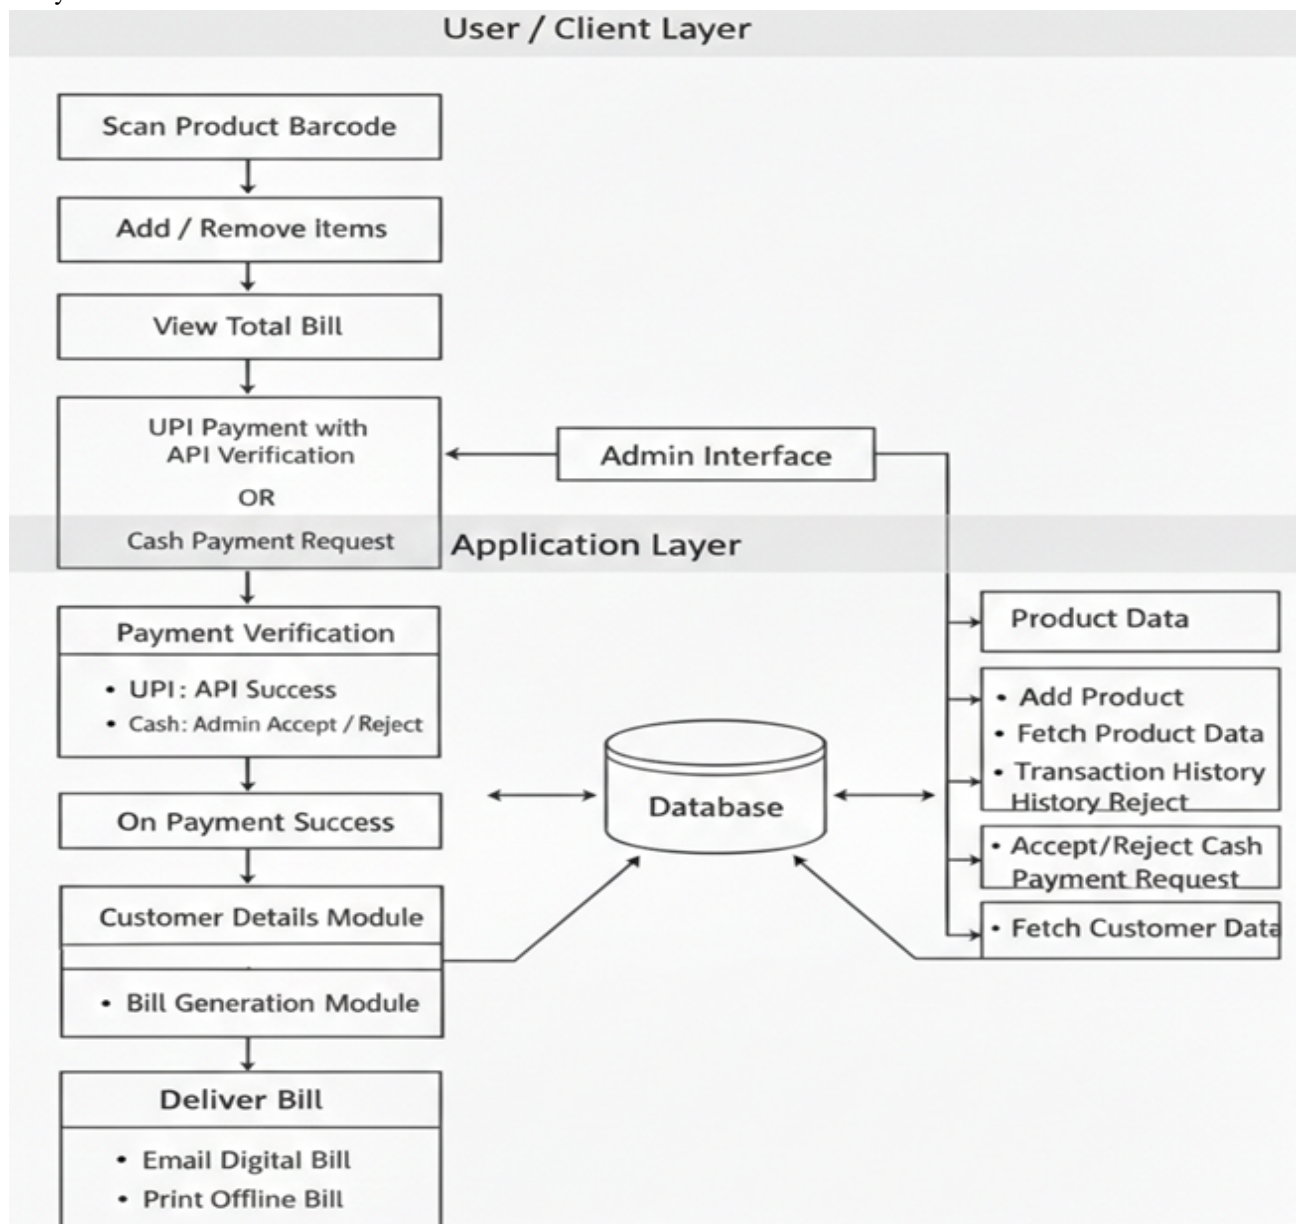 User / Client Layer
Scan Product Barcode
Add / Remove items
View Total Bill
UPI Payment with
API Verification
OR
Cash Payment Request
Admin Interface
Application Layer
Payment Verification
• UPI: API Success
• Cash: Admin Accept / Reject
On Payment Success
Customer Details Module
• Bill Generation Module
Deliver Bill
• Email Digital Bill
• Print Offline Bill
Database
Product Data
• Add Product
• Fetch Product Data
• Transaction History
History Reject
• Accept/Reject Cash
Payment Request
• Fetch Customer Data